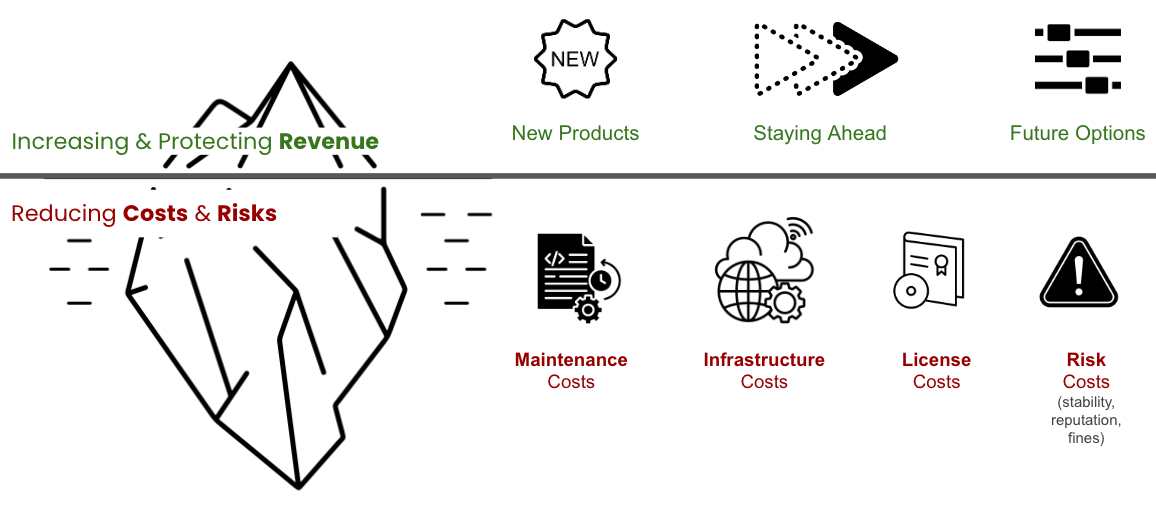 NEW
New Products
Staying Ahead
Future Options
Increasing & Protecting Revenue
Reducing Costs & Risks
</>
Maintenance
Costs
Infrastructure
Costs
License
Costs
Risk
Costs
(stability,
reputation,
fines)